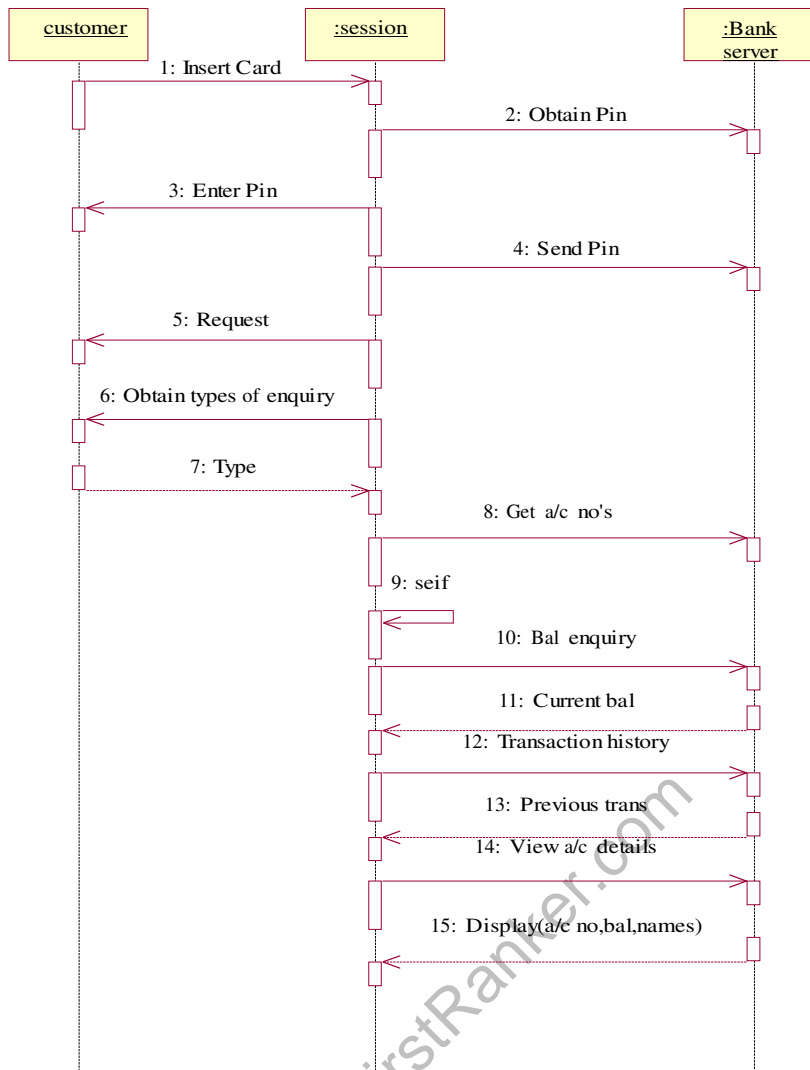 customer
:session
:Bank
server
1: Insert Card
2: Obtain Pin
3: Enter Pin
4: Send Pin
5: Request
6: Obtain types of enquiry
7: Type
8: Get a/c no's
9: seif
10: Bal enquiry
11: Current bal
12: Transaction history
13: Previous trans
14: View a/c details
15: Display(a/c no,bal,names)
irstRanker.com